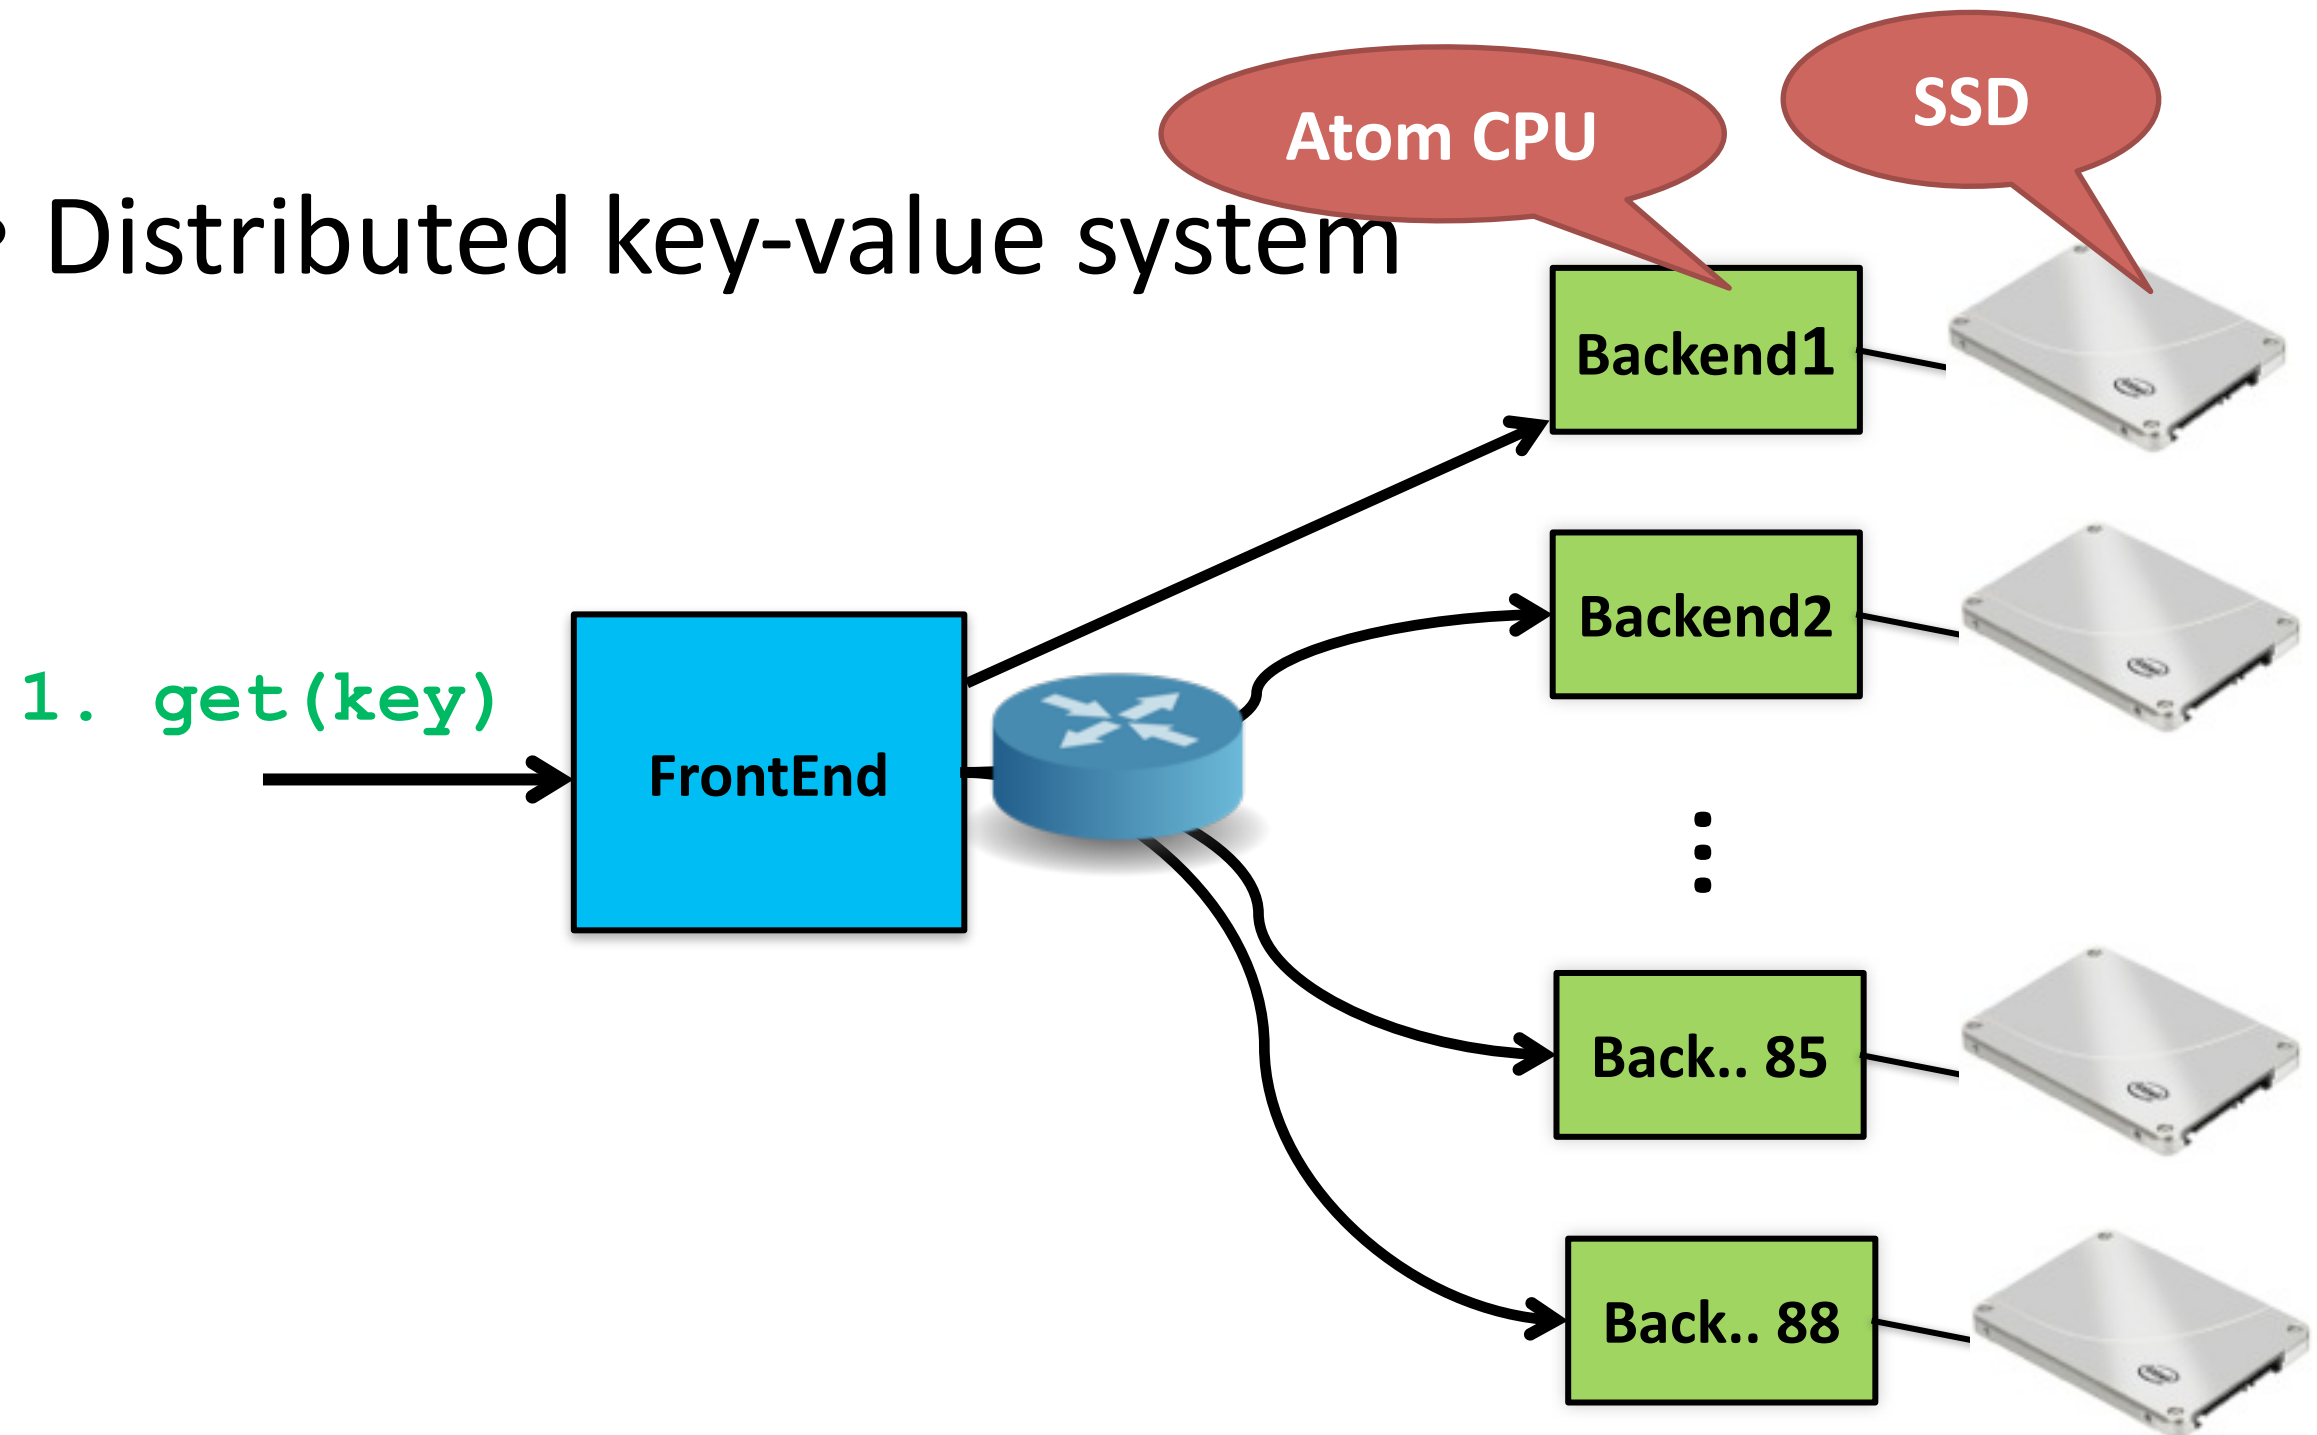 Atom CPU
SSD
• Distributed key-value system
Backend1
Backend2
1. get(key)
FrontEnd
Back.. 85
Back.. 88